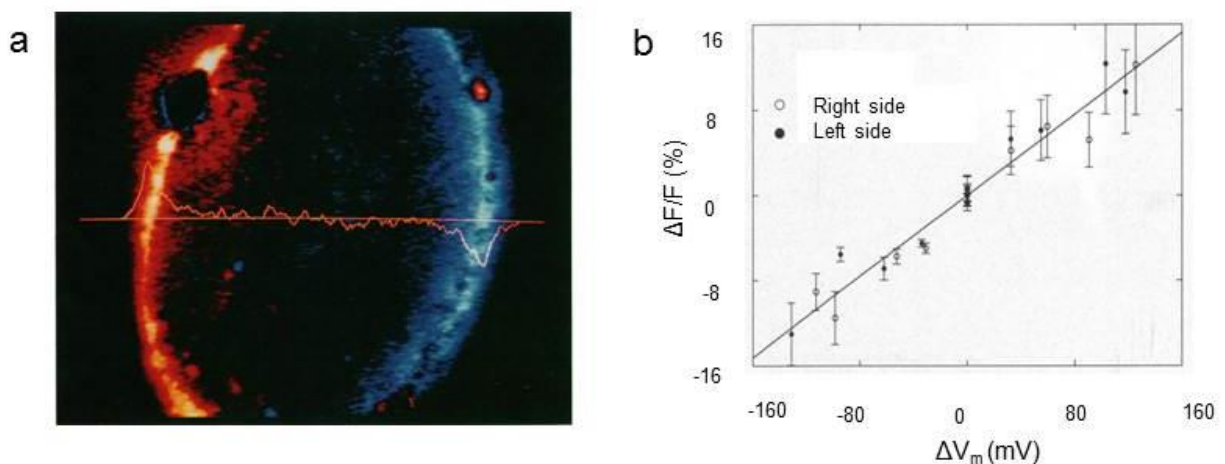 a
b
16
8
0
-8
-16
ΔF/F (%)
Right side
Left side
-160
-80
0
80
160
ΔVm (mV)